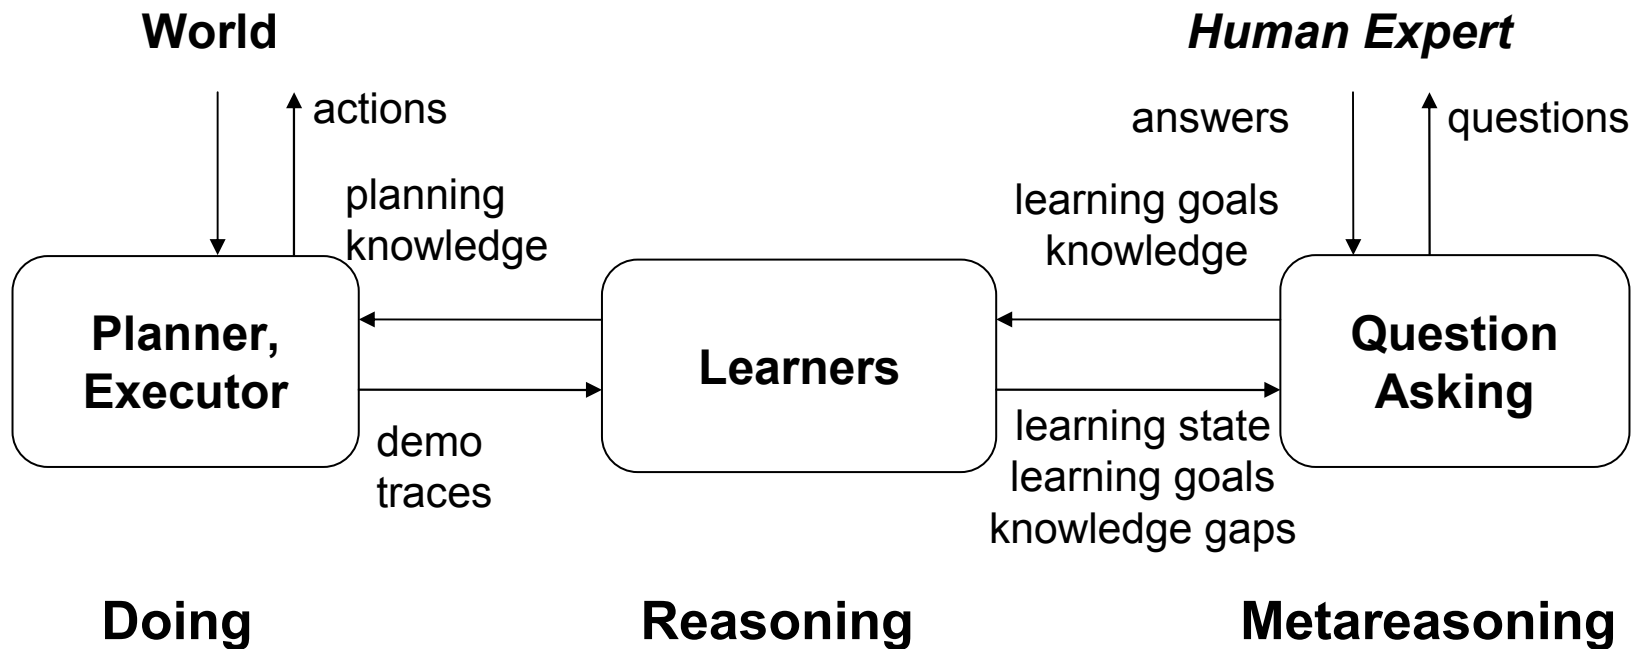 World
Human Expert
actions
answers
questions
planning
knowledge
learning goals
knowledge
Planner,
Executor
Learners
Question
Asking
demo
traces
learning state
learning goals
knowledge gaps
Doing
Reasoning
Metareasoning